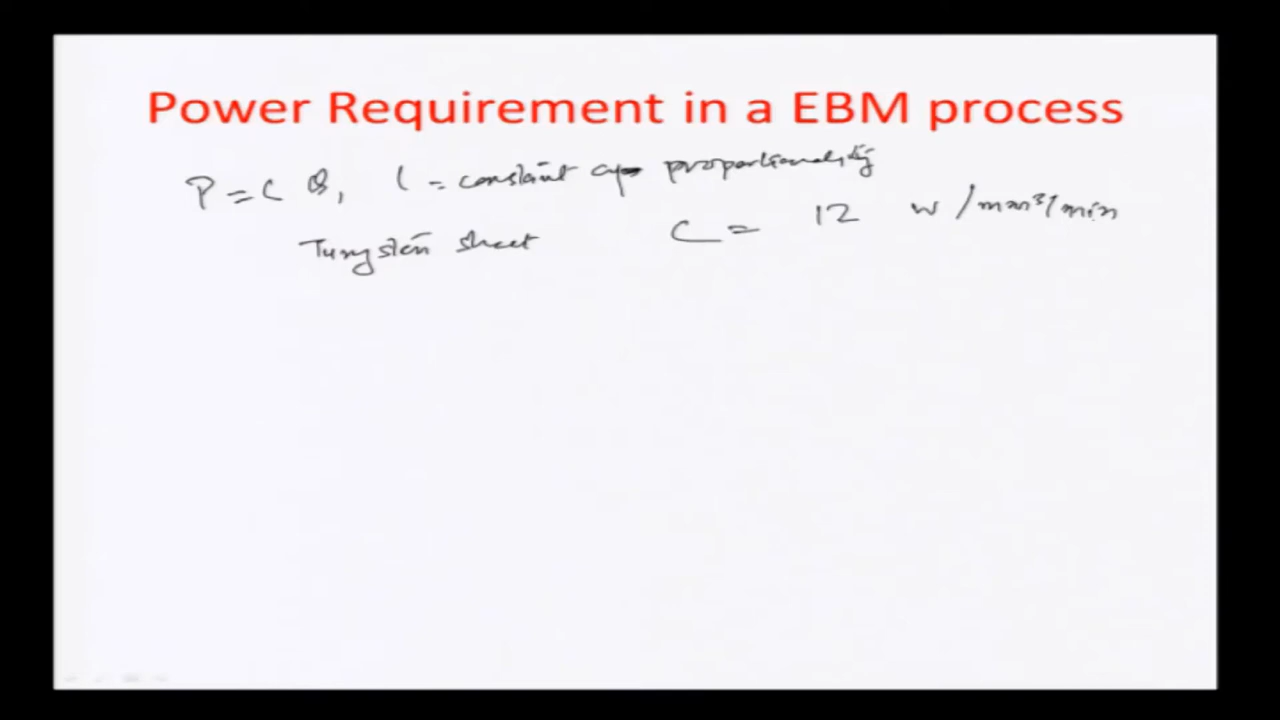 Power Requirement in a EBM process
P = C Q, C = constant of proportionality
Tungsten sheet C = 12 W/mm³/min